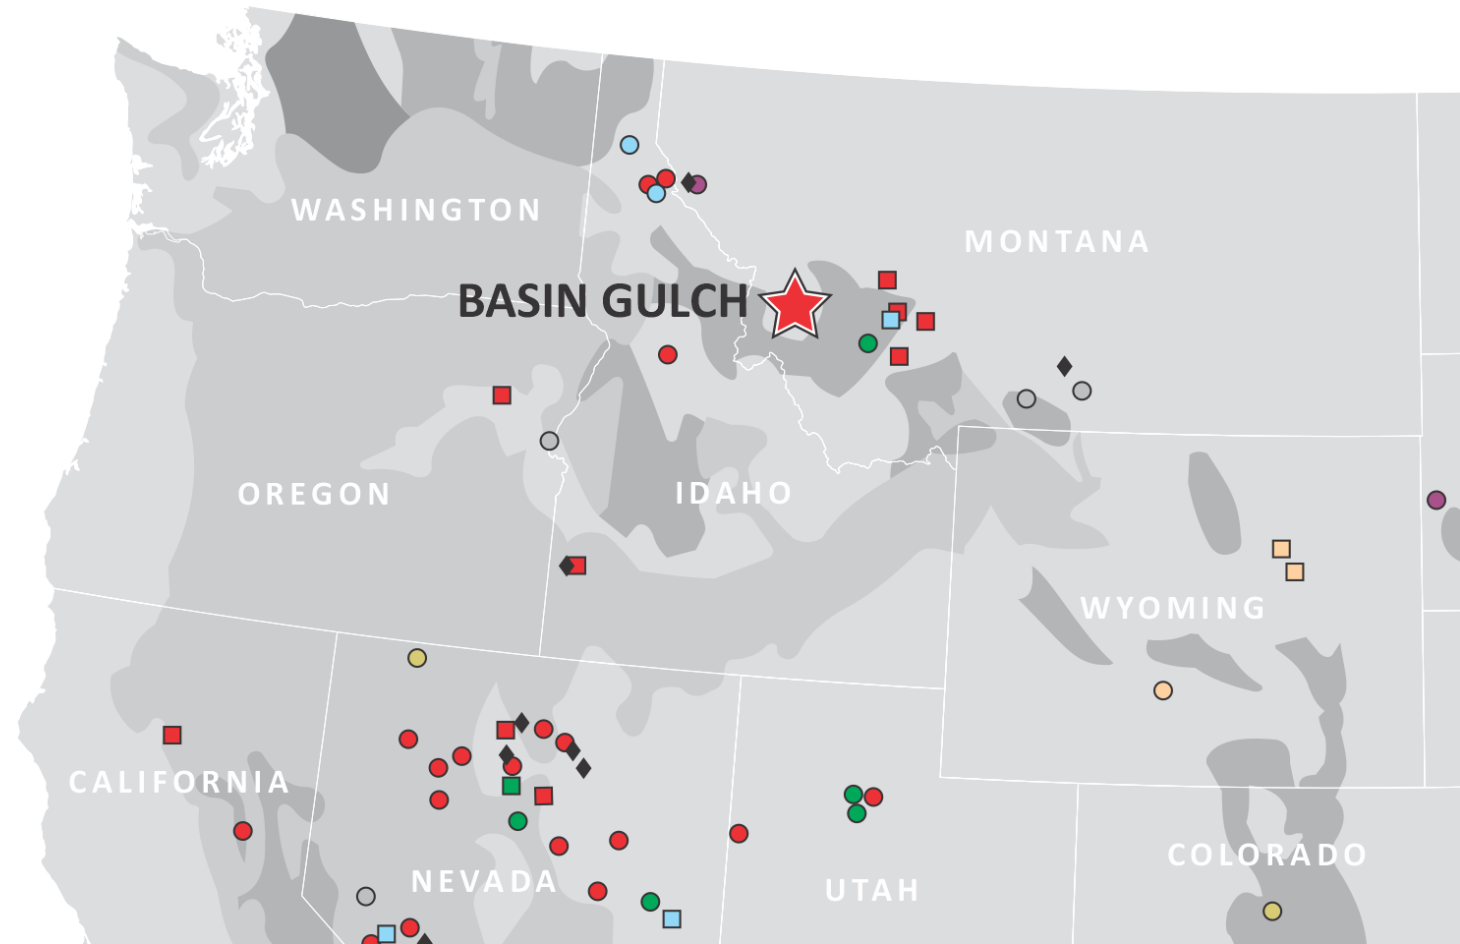 WASHINGTON
MONTANA
BASIN GULCH
OREGON
IDAHO
WYOMING
CALIFORNIA
NEVADA
UTAH
COLORADO